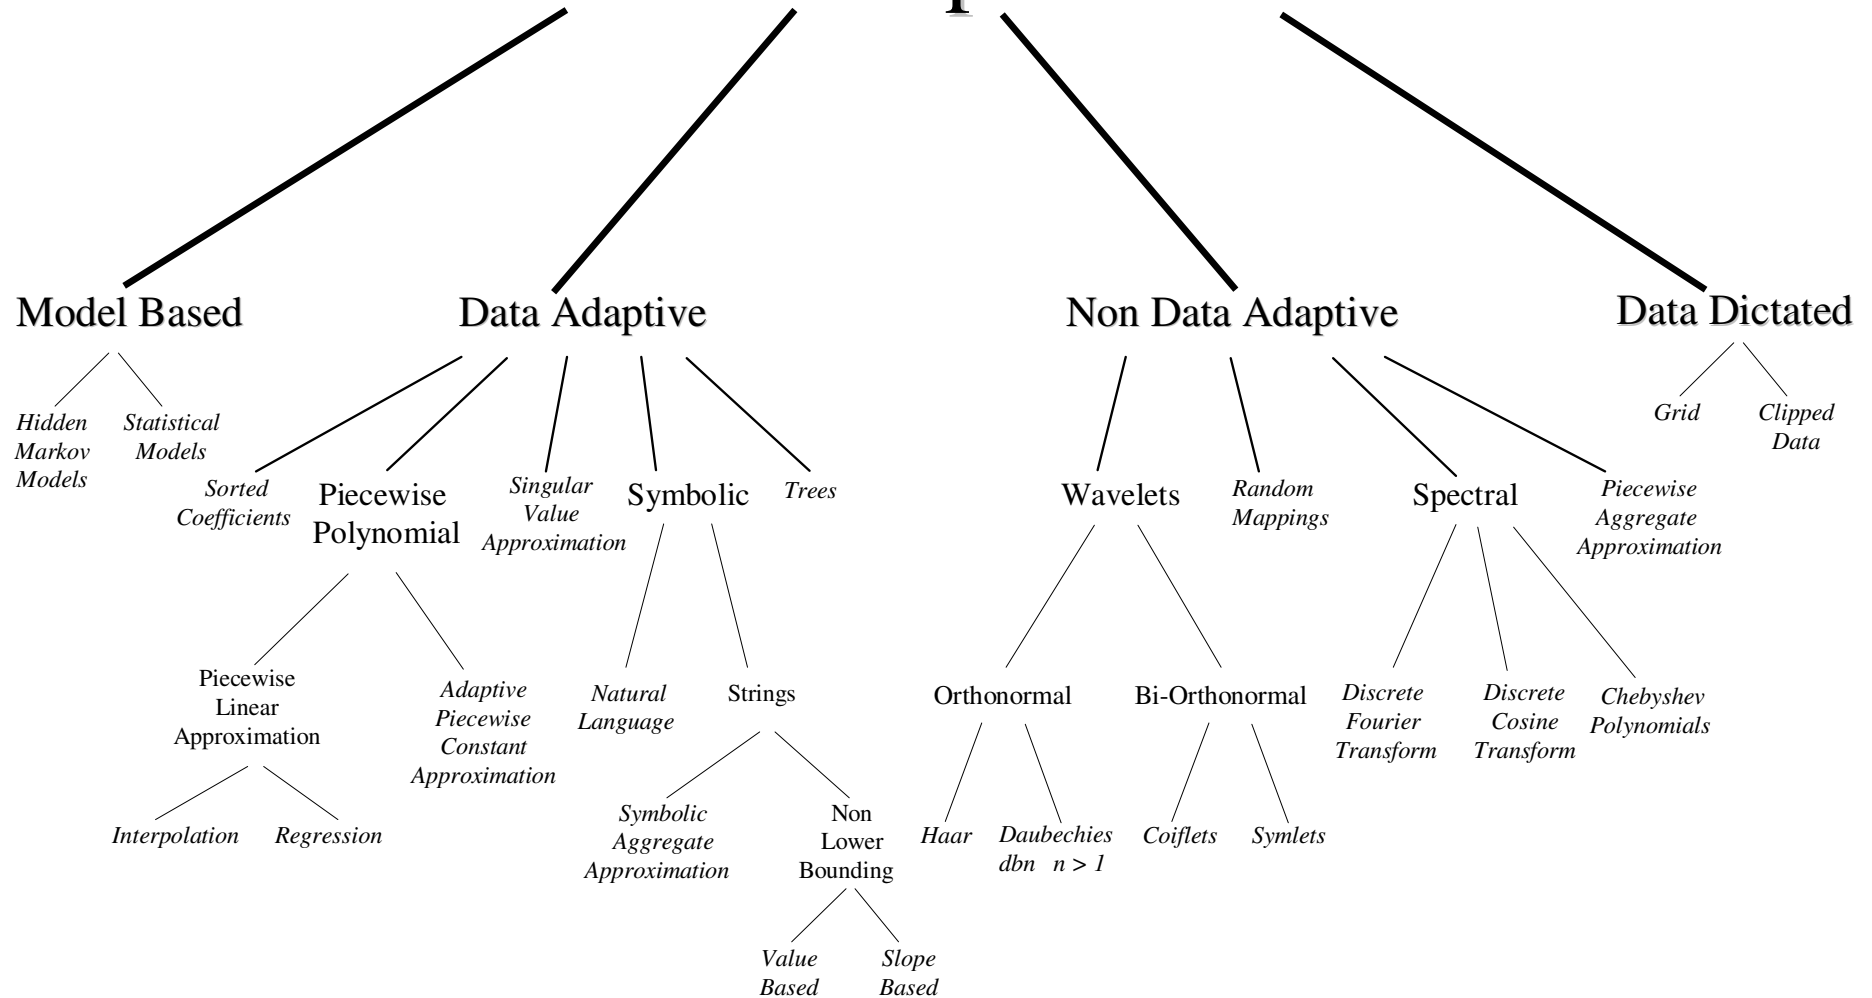 Model Based
Data Adaptive
Non Data Adaptive
Data Dictated
Hidden
Markov
Models
Statistical
Models
Grid
Clipped
Data
Sorted
Coefficients
Piecewise
Polynomial
Singular
Value
Approximation
Symbolic
Trees
Wavelets
Random
Mappings
Spectral
Piecewise
Aggregate
Approximation
Piecewise
Linear
Approximation
Adaptive
Piecewise
Constant
Approximation
Natural
Language
Strings
Orthonormal
Bi-Orthonormal
Discrete
Fourier
Transform
Discrete
Cosine
Transform
Chebyshev
Polynomials
Interpolation
Regression
Symbolic
Aggregate
Approximation
Non
Lower
Bounding
Haar
Daubechies
dbn n > 1
Coiflets
Symlets
Value
Based
Slope
Based